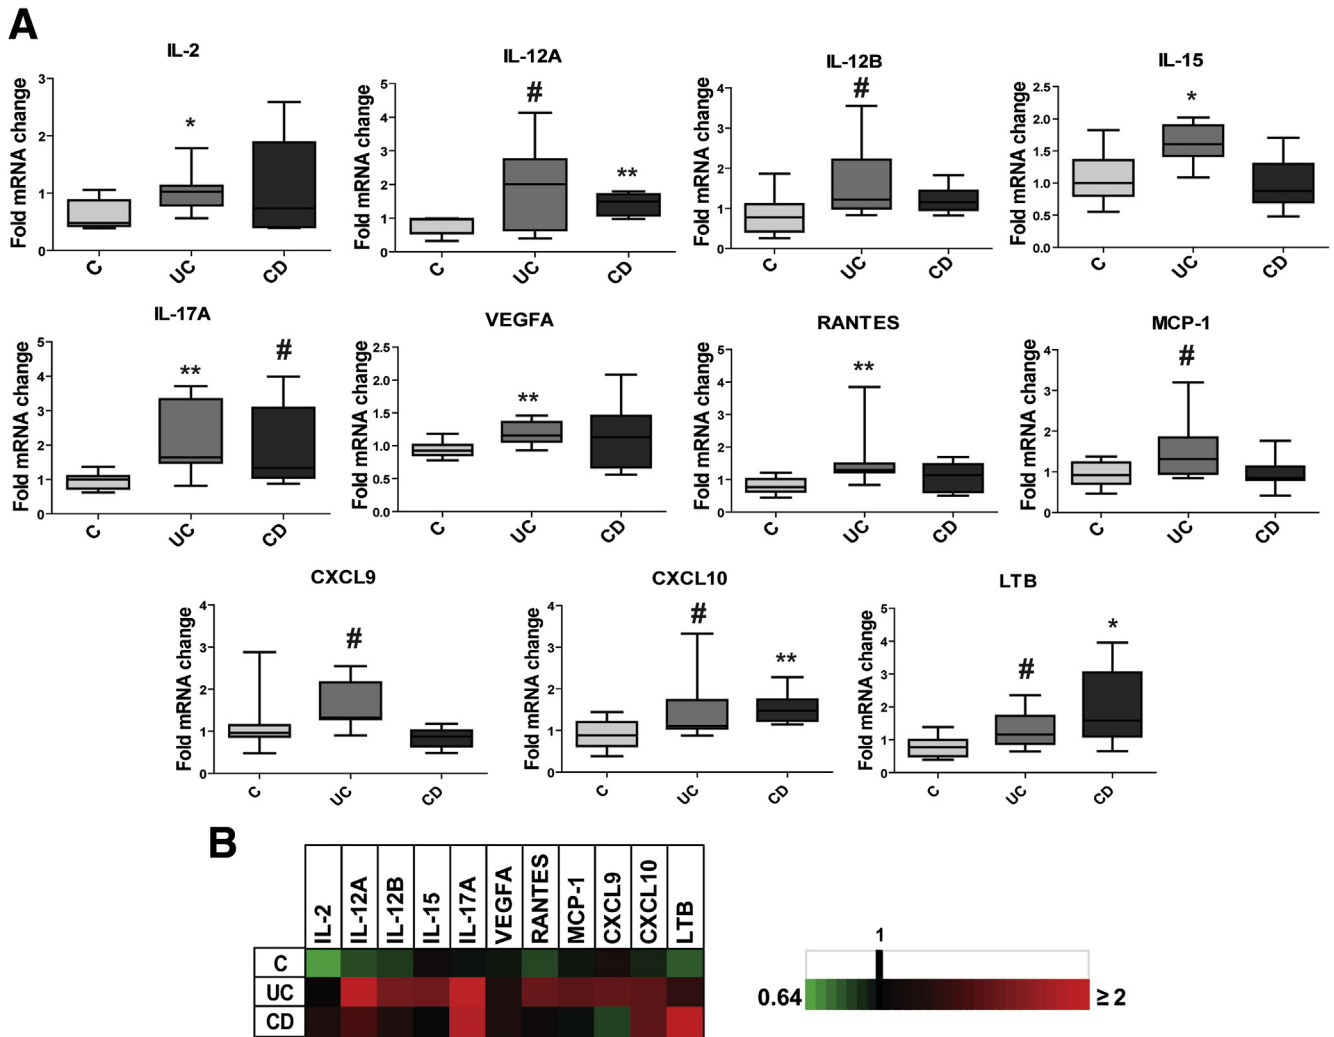 A
IL-2
Fold mRNA change
3
2
1
0
*
C
UC
CD
IL-12A
Fold mRNA change
5
4
3
2
1
0
#
**
C
UC
CD
IL-12B
Fold mRNA change
4
3
2
1
0
#
C
UC
CD
IL-15
Fold mRNA change
2.5
2.0
1.5
1.0
0.5
0.0
*
C
UC
CD
IL-17A
Fold mRNA change
5
4
3
2
1
0
**
#
C
UC
CD
VEGFA
Fold mRNA change
2.5
2.0
1.5
1.0
0.5
0.0
**
C
UC
CD
RANTES
Fold mRNA change
5
4
3
2
1
0
**
C
UC
CD
MCP-1
Fold mRNA change
4
3
2
1
0
#
C
UC
CD
CXCL9
Fold mRNA change
4
3
2
1
0
#
C
UC
CD
CXCL10
Fold mRNA change
4
3
2
1
0
#
**
C
UC
CD
LTB
Fold mRNA change
5
4
3
2
1
0
#
*
C
UC
CD
B
IL-2 IL-12A IL-12B IL-15 IL-17A VEGFA RANTES MCP-1 CXCL9 CXCL10 LTB
C
UC
CD
1
0.64 ≥ 2